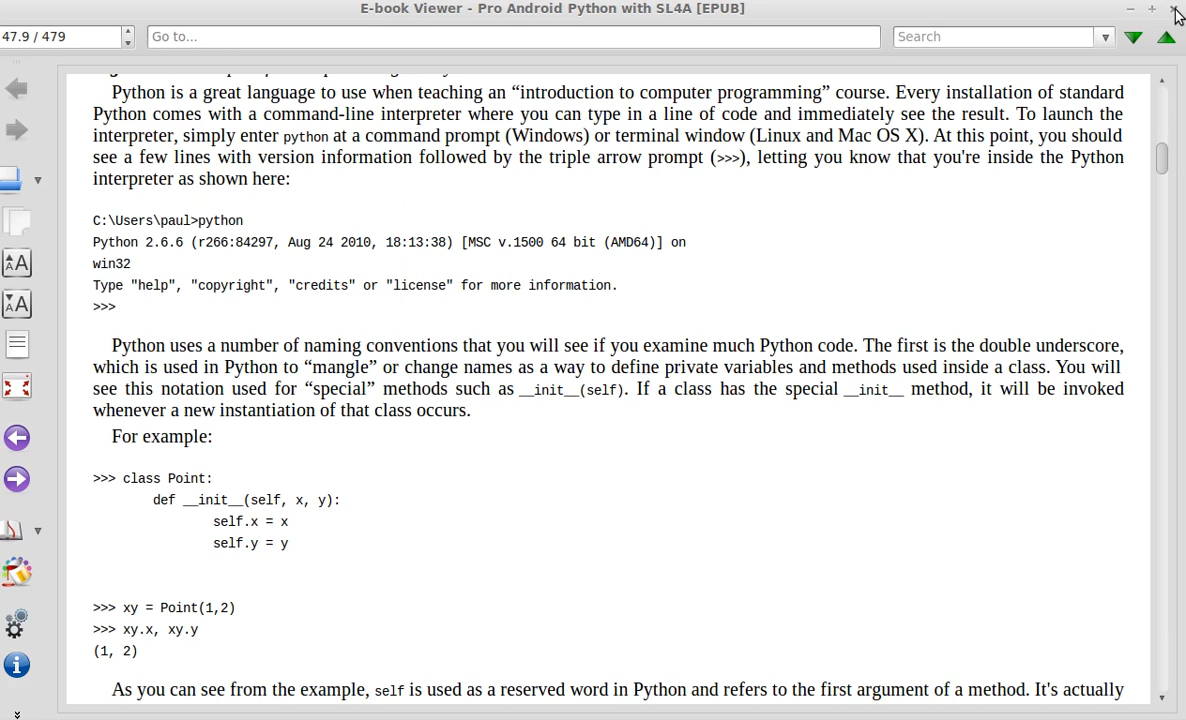 E-book Viewer - Pro Android Python with SL4A [EPUB]
47.9 / 479
Go to...
Search
Python is a great language to use when teaching an “introduction to computer programming” course. Every installation of standard
Python comes with a command-line interpreter where you can type in a line of code and immediately see the result. To launch the
interpreter, simply enter python at a command prompt (Windows) or terminal window (Linux and Mac OS X). At this point, you should
see a few lines with version information followed by the triple arrow prompt (>>>), letting you know that you're inside the Python
interpreter as shown here:
C:\Users\paul>python
Python 2.6.6 (r266:84297, Aug 24 2010, 18:13:38) [MSC v.1500 64 bit (AMD64)] on
win32
Type "help", "copyright", "credits" or "license" for more information.
>>>
Python uses a number of naming conventions that you will see if you examine much Python code. The first is the double underscore,
which is used in Python to “mangle” or change names as a way to define private variables and methods used inside a class. You will
see this notation used for “special” methods such as __init__(self). If a class has the special __init__ method, it will be invoked
whenever a new instantiation of that class occurs.
For example:
>>> class Point:
def __init__(self, x, y):
self.x = x
self.y = y
>>> xy = Point(1,2)
>>> xy.x, xy.y
(1, 2)
As you can see from the example, self is used as a reserved word in Python and refers to the first argument of a method. It's actually